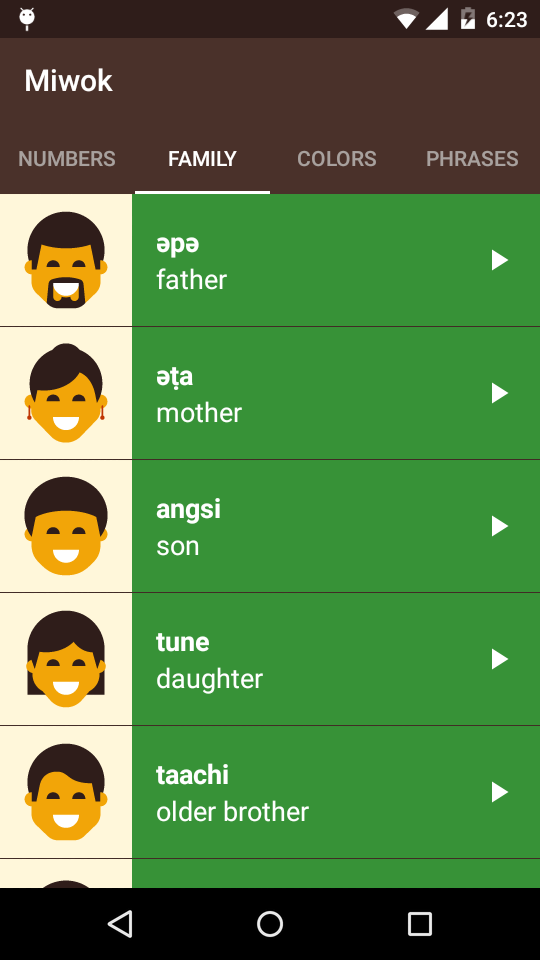 6:23
Miwok
NUMBERS FAMILY COLORS PHRASES
əpə
father
əṭa
mother
angsi
son
tune
daughter
taachi
older brother